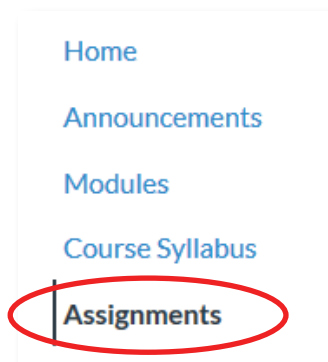 Home
Announcements
Modules
Course Syllabus
Assignments